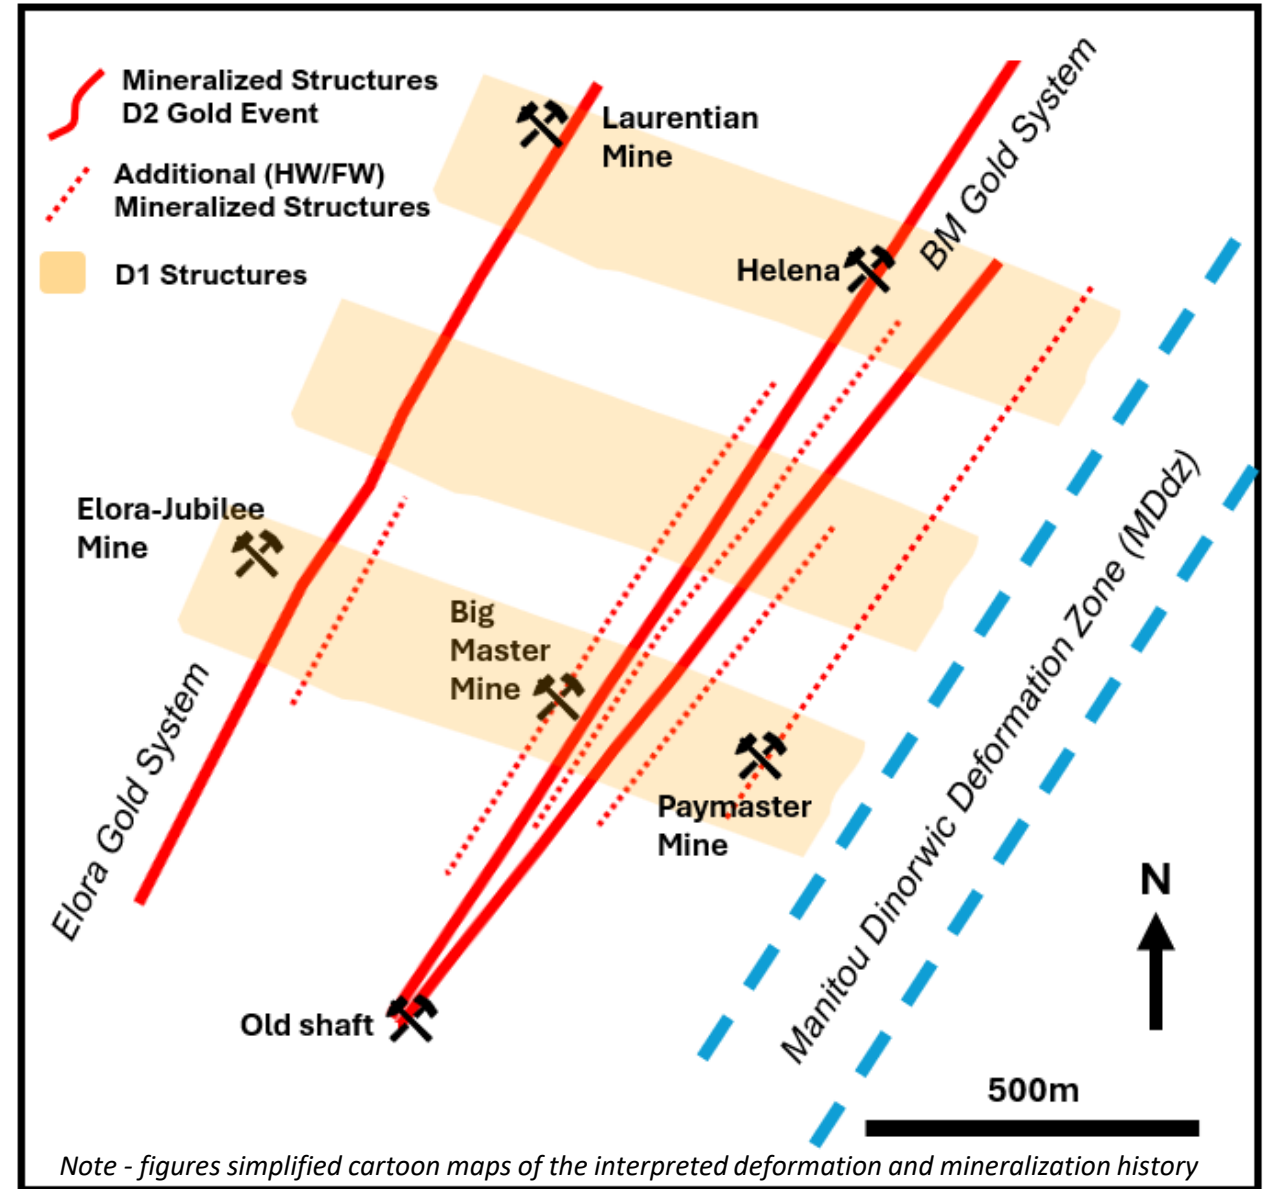 Mineralized Structures
D2 Gold Event
Additional (HW/FW)
Mineralized Structures
D1 Structures
Laurentian
Mine
BM Gold System
Helena
Elora-Jubilee
Mine
Big
Master
Mine
Paymaster
Mine
Elora Gold System
Manitou Dinorwic Deformation Zone (MDdz)
Old shaft
N
500m
Note - figures simplified cartoon maps of the interpreted deformation and mineralization history